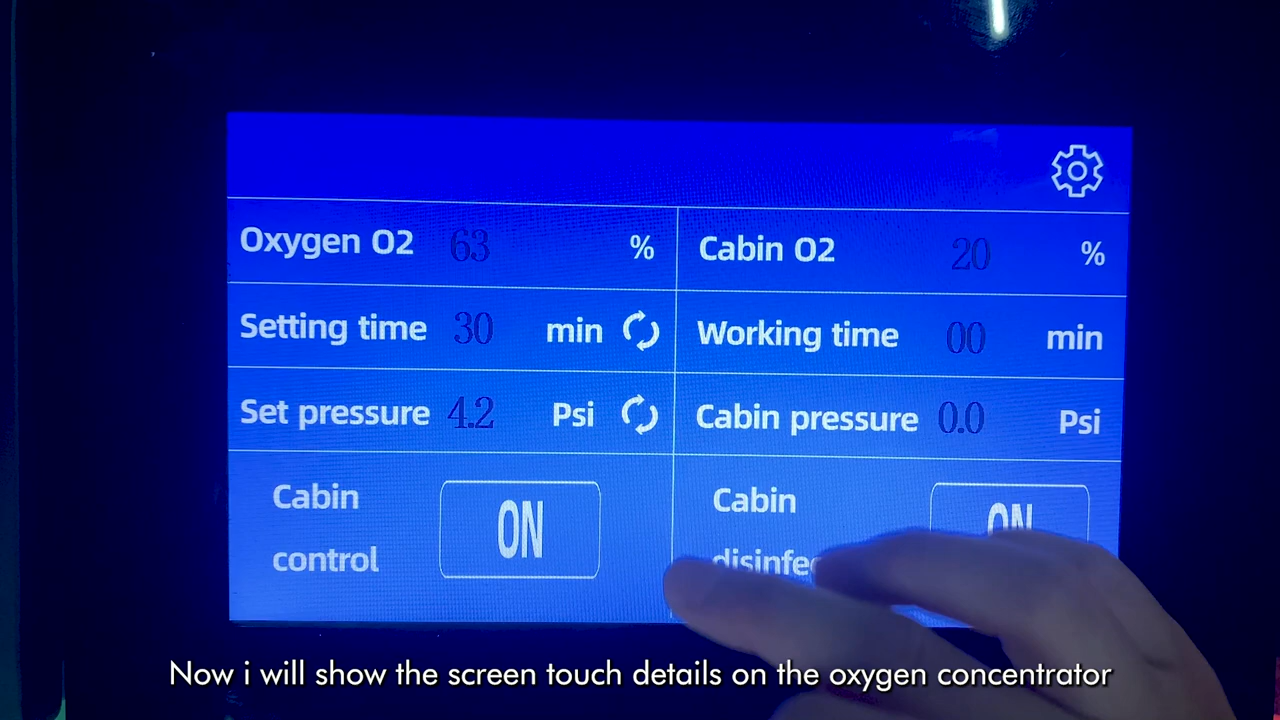 Oxygen O2 63 % Cabin O2 20 %
Setting time 30 min Working time 00 min
Set pressure 4.2 Psi Cabin pressure 0.0 Psi
Cabin ON Cabin ON
control
Now i will show the screen touch details on the oxygen concentrator